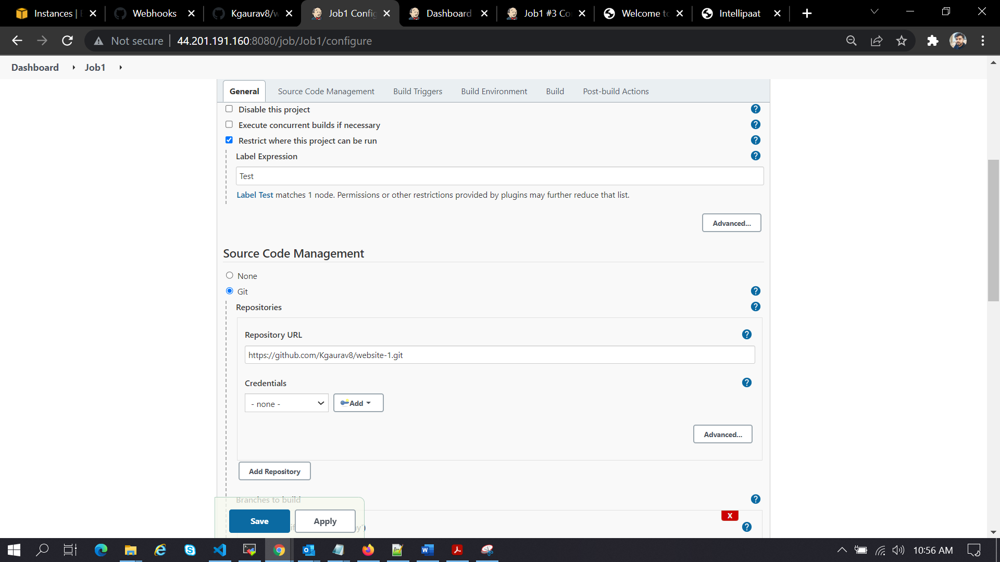 Instances |
Webhooks
Kgaurav8/w
Job1 Config
Dashboard
Job1 #3 Co
Welcome to
Intellipaat
Not secure
44.201.191.160:8080/job/Job1/configure
Dashboard
Job1
General
Source Code Management
Build Triggers
Build Environment
Build
Post-build Actions
Disable this project
Execute concurrent builds if necessary
Restrict where this project can be run
Label Expression
Test
Label Test matches 1 node. Permissions or other restrictions provided by plugins may further reduce that list.
Advanced...
Source Code Management
None
Git
Repositories
Repository URL
https://github.com/Kgaurav8/website-1.git
Credentials
- none -
Add
Advanced...
Add Repository
Branches to build
X
Save
Apply
10:56 AM